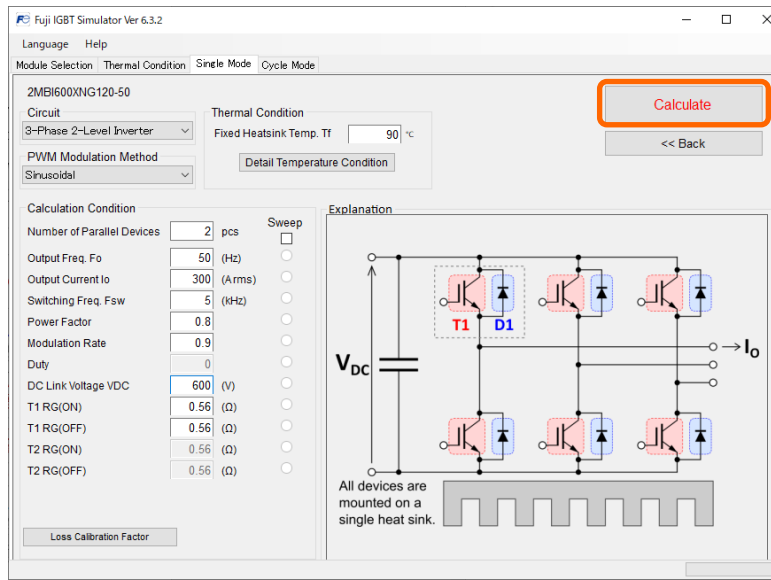 Fe Fuji IGBT Simulator Ver 6.3.2
Language Help
Module Selection Thermal Condition Single Mode Cycle Mode
2MBI600XNG120-50
Circuit
3-Phase 2-Level Inverter
PWM Modulation Method
Sinusoidal
Thermal Condition
Fixed Heatsink Temp. Tf 90 ℃
Detail Temperature Condition
Calculate
<< Back
Calculation Condition
Sweep
Number of Parallel Devices 2 pcs
Output Freq. Fo 50 (Hz)
Output Current Io 300 (Arms)
Switching Freq. Fsw 5 (kHz)
Power Factor 0.8
Modulation Rate 0.9
Duty 0
DC Link Voltage VDC 600 (V)
T1 RG(ON) 0.56 (Ω)
T1 RG(OFF) 0.56 (Ω)
T2 RG(ON) 0.56 (Ω)
T2 RG(OFF) 0.56 (Ω)
Loss Calibration Factor
Explanation
T1 D1
VDC
IO
All devices are
mounted on a
single heat sink.